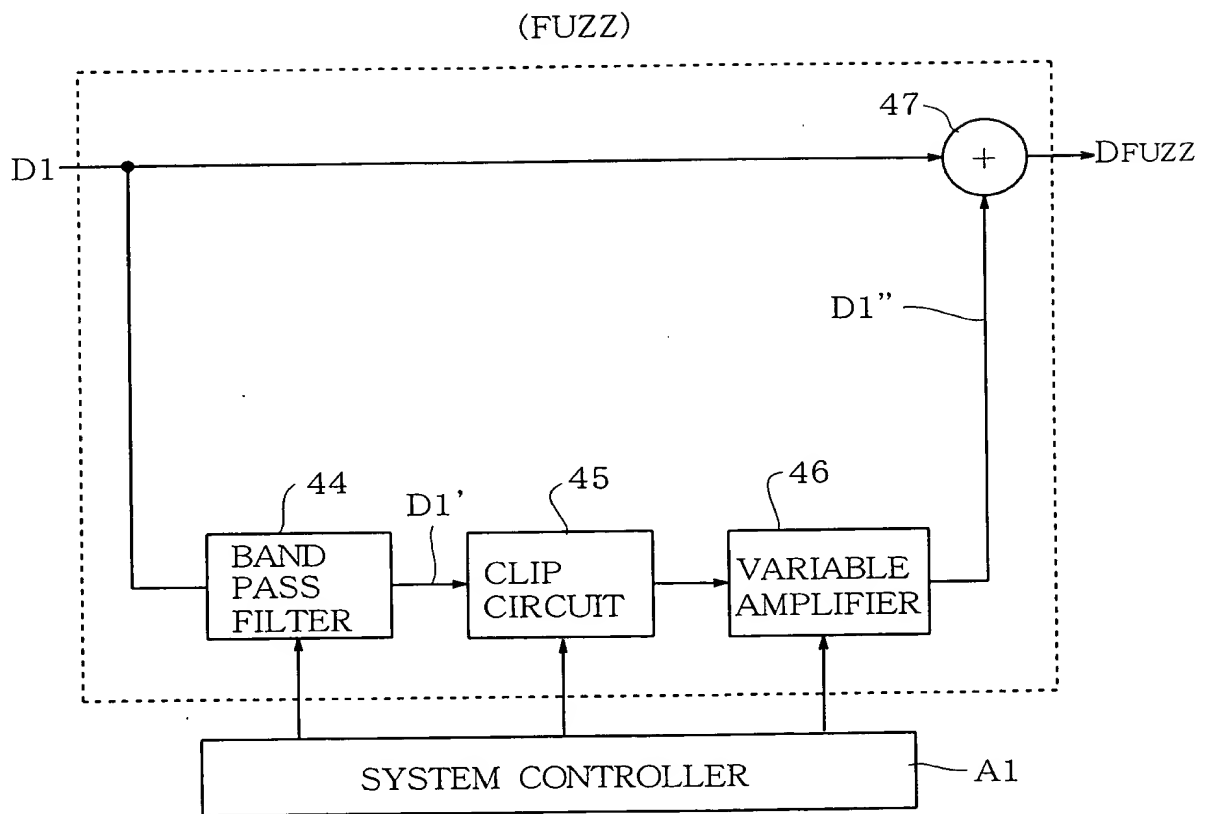 (FUZZ)
47
D1
+
DFUZZ
D1”
44
D1’
45
46
BAND
PASS
FILTER
CLIP
CIRCUIT
VARIABLE
AMPLIFIER
SYSTEM CONTROLLER
A1